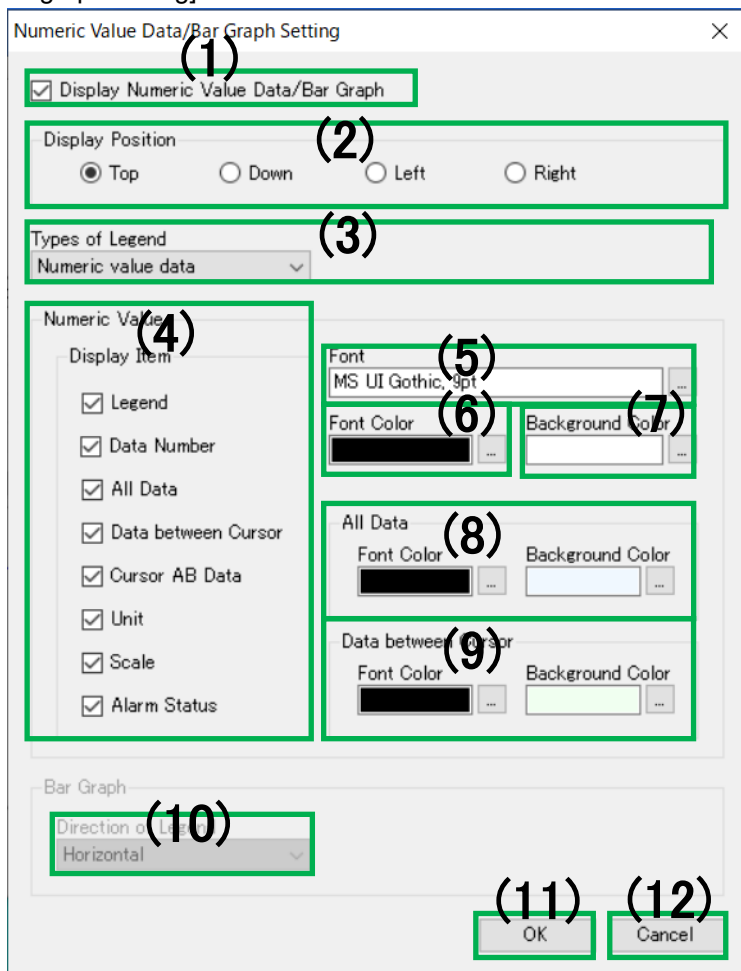 Numeric Value Data/Bar Graph Setting
(1)
Display Numeric Value Data/Bar Graph
Display Position
(2)
Top Down Left Right
(3)
Types of Legend
Numeric value data
Numeric Value
(4)
Display Item
Legend
Data Number
All Data
Data between Cursor
Cursor AB Data
Unit
Scale
Alarm Status
Font
(5)
MS UI Gothic, 9pt
...
Font Color
(6)
...
Background Color
(7)
...
All Data
(8)
Font Color Background Color
... ...
Data between Cursor
(9)
Font Color Background Color
... ...
Bar Graph
(10)
Direction of Legend
Horizontal
(11) (12)
OK Cancel